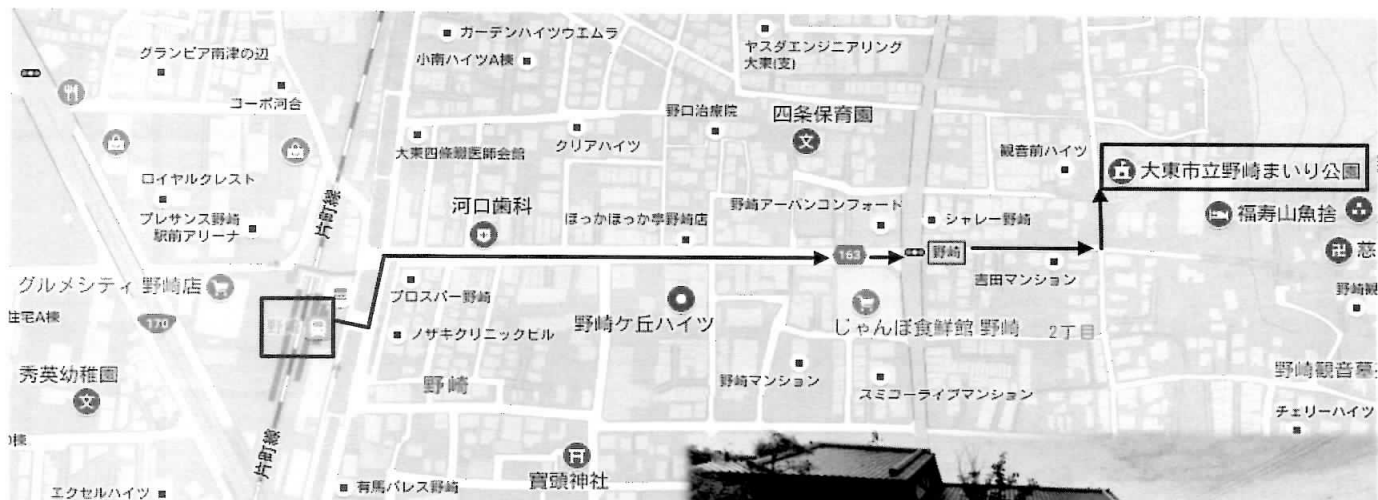 ガーデンハイツウエムラ
ヤスダエンジニアリング
大東(支)
グランピア南津の辺
小南ハイツA棟
コーポ河合
野口治療院
四条保育園
大東四條畷医師会館
クリアハイツ
観音前ハイツ
大東市立野崎まいり公園
ロイヤルクレスト
プレサンス野崎
駅前アリーナ
片町線
河口歯科
ほっかほっか亭野崎店
野崎アーバンコンフォート
シャレー野崎
福寿山魚捨
慈
163
野崎
吉田マンション
グルメシティ 野崎店
プロスパー野崎
野崎観
住宅A棟
170
野崎
ノザキクリニックビル
野崎ケ丘ハイツ
じゃんぼ食鮮館 野崎
2丁目
秀英幼稚園
野崎
野崎マンション
スミコーライブマンション
野崎観音墓
チェリーハイツ
棟
片町線
寶頭神社
エクセルハイツ
有馬パレス野崎